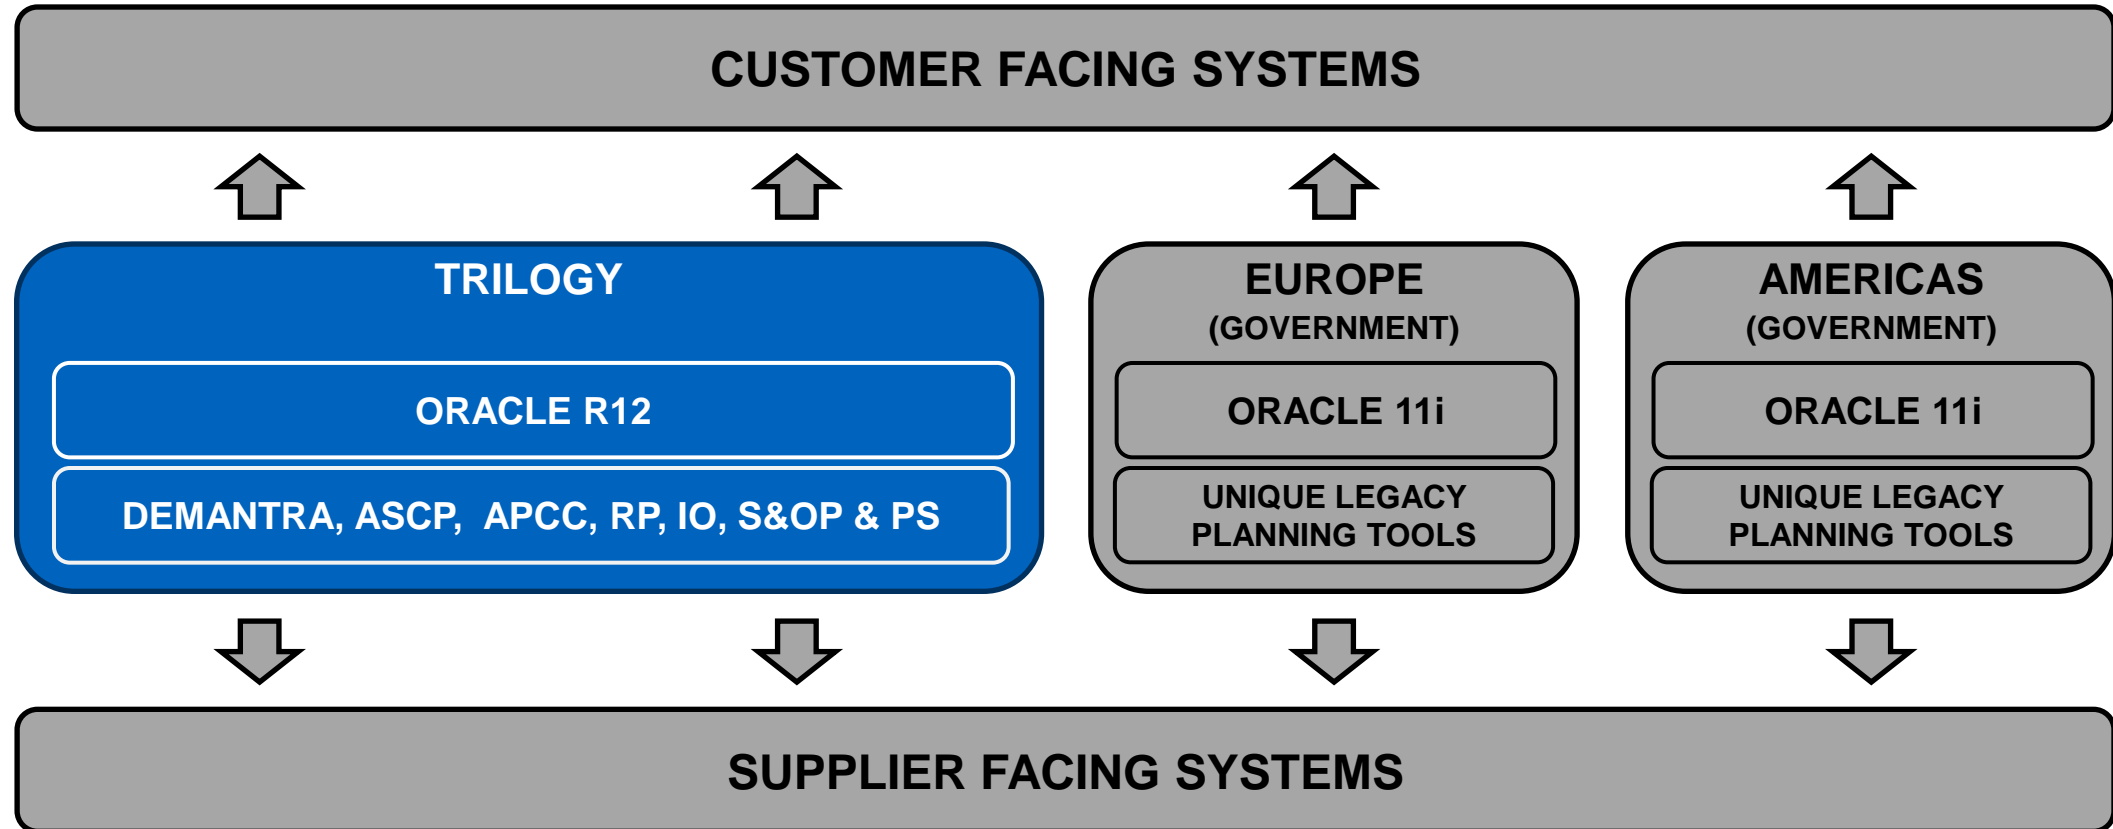 CUSTOMER FACING SYSTEMS
TRILOGY
ORACLE R12
DEMANTRA, ASCP,  APCC, RP, IO, S&OP & PS
EUROPE
(GOVERNMENT)
ORACLE 11i
UNIQUE LEGACY
PLANNING TOOLS
AMERICAS
(GOVERNMENT)
ORACLE 11i
UNIQUE LEGACY
PLANNING TOOLS
SUPPLIER FACING SYSTEMS